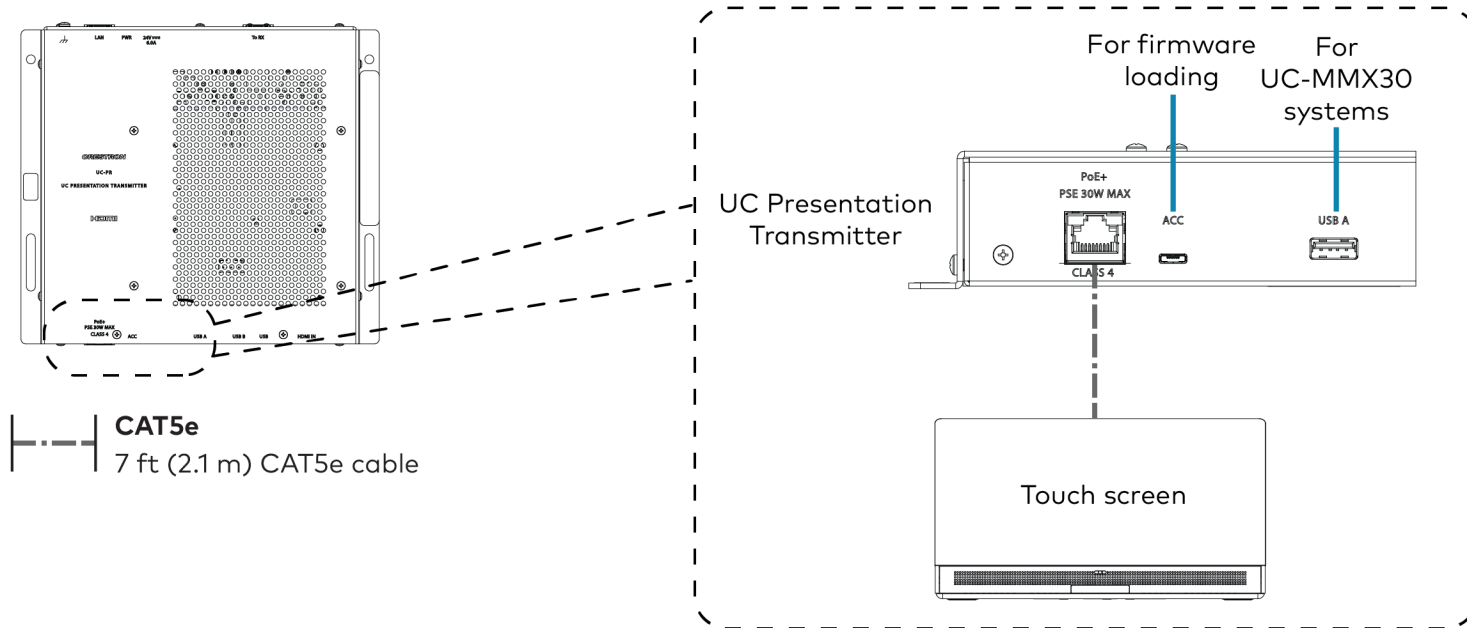 LAN PWR 24V⎓ To RX
6.0A
CRESTRON
UC-PR
UC PRESENTATION TRANSMITTER
HDMI
PoE+
PSE 30W MAX
CLASS 4 ACC USB A USB B USB HDMI IN
CAT5e
7 ft (2.1 m) CAT5e cable
For firmware
loading
For
UC-MMX30
systems
UC Presentation
Transmitter
PoE+
PSE 30W MAX
ACC
USB A
CLASS 4
Touch screen